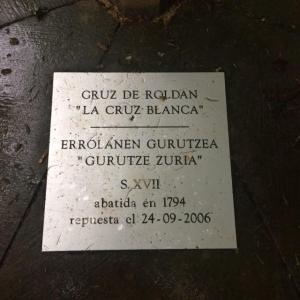 CRUZ DE ROLDAN
"LA CRUZ BLANCA"
ERROLANEN GURUTZEA
"GURUTZE ZURIA"
S. XVII
abatida en 1794
repuesta el 24-09-2006